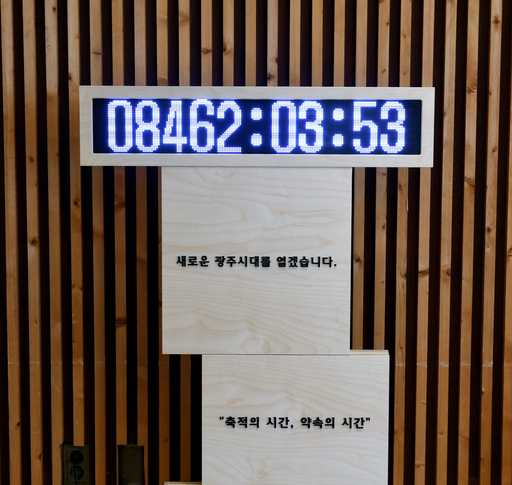 08462:03:53
새로운 광주시대를 열겠습니다.
"축적의 시간, 약속의 시간"